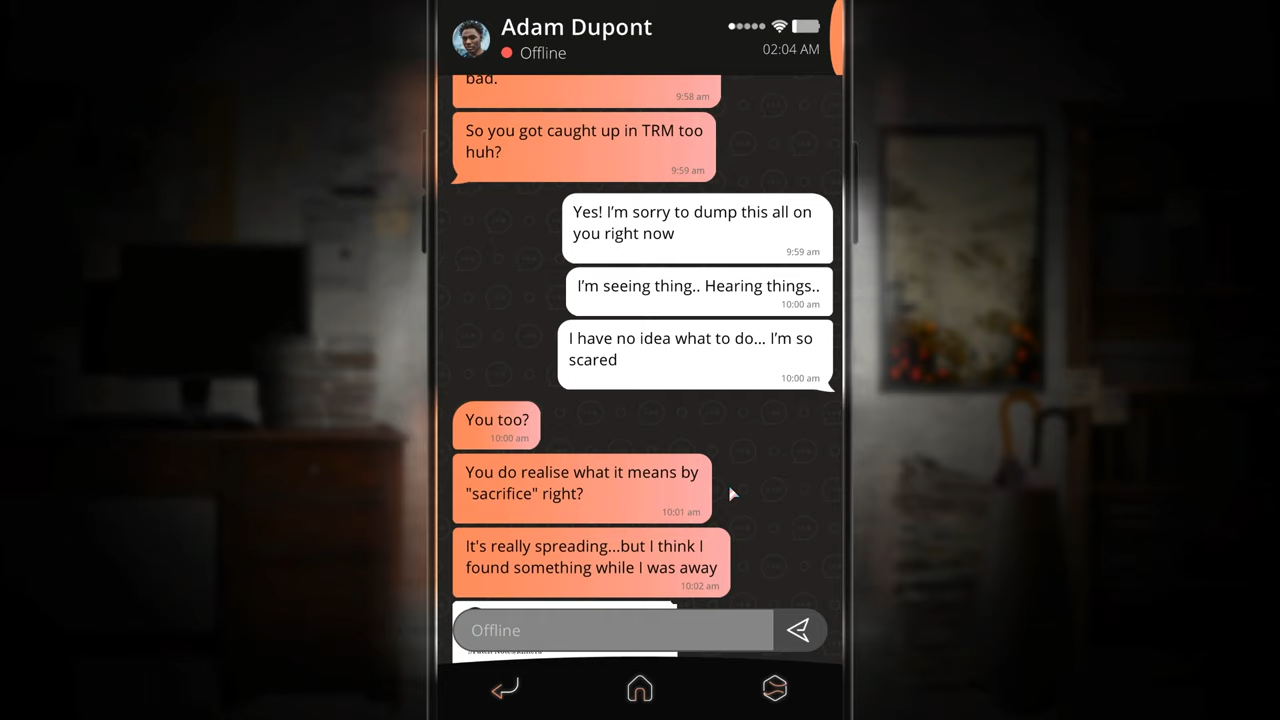 Adam Dupont
Offline
02:04 AM
bad.
9:58 am
So you got caught up in TRM too
huh?
9:59 am
Yes! I’m sorry to dump this all on
you right now
9:59 am
I’m seeing thing.. Hearing things..
10:00 am
I have no idea what to do... I’m so
scared
10:00 am
You too?
10:00 am
You do realise what it means by
"sacrifice" right?
10:01 am
It's really spreading...but I think I
found something while I was away
10:02 am
Offline